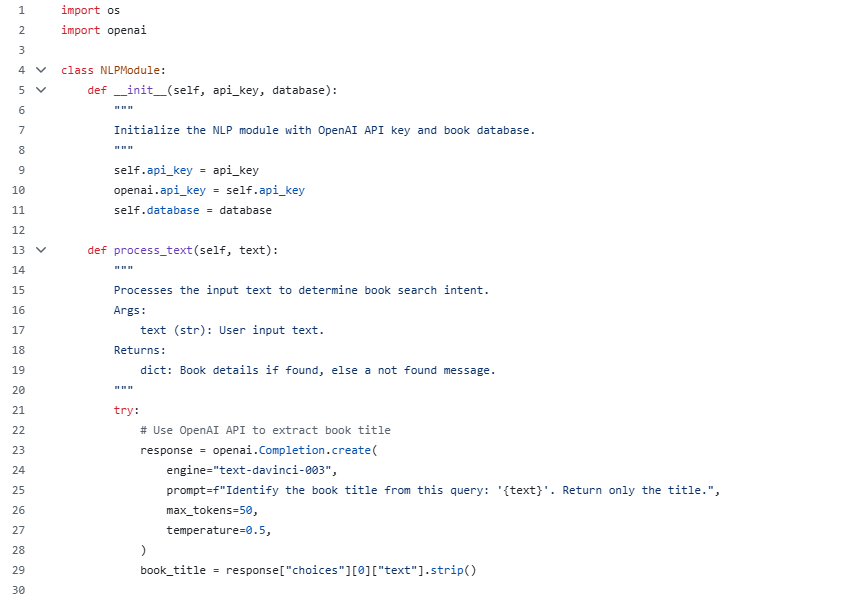 1 import os
2 import openai
3
4 class NLPModule:
5     def __init__(self, api_key, database):
6         """
7         Initialize the NLP module with OpenAI API key and book database.
8         """
9         self.api_key = api_key
10         openai.api_key = self.api_key
11         self.database = database
12
13     def process_text(self, text):
14         """
15         Processes the input text to determine book search intent.
16         Args:
17             text (str): User input text.
18         Returns:
19             dict: Book details if found, else a not found message.
20         """
21         try:
22             # Use OpenAI API to extract book title
23             response = openai.Completion.create(
24                 engine="text-davinci-003",
25                 prompt=f"Identify the book title from this query: '{text}'. Return only the title.",
26                 max_tokens=50,
27                 temperature=0.5,
28             )
29             book_title = response["choices"][0]["text"].strip()
30